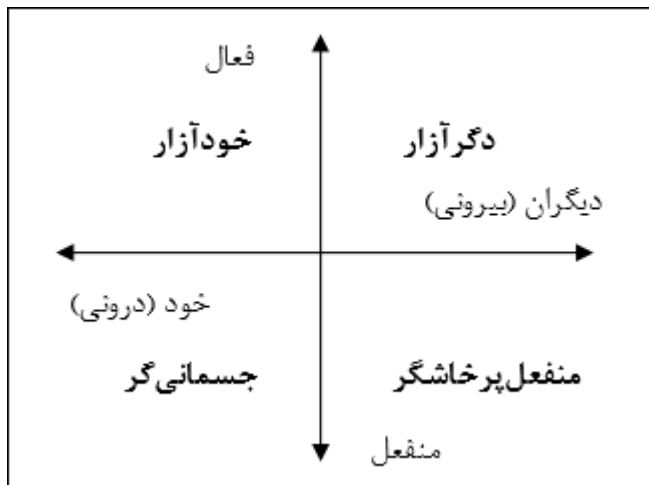 فعال
دگرآزار
خودآزار
دیگران (بیرونی)
خود (درونی)
منفعل‌پرخاشگر
جسمانی‌گر
منفعل